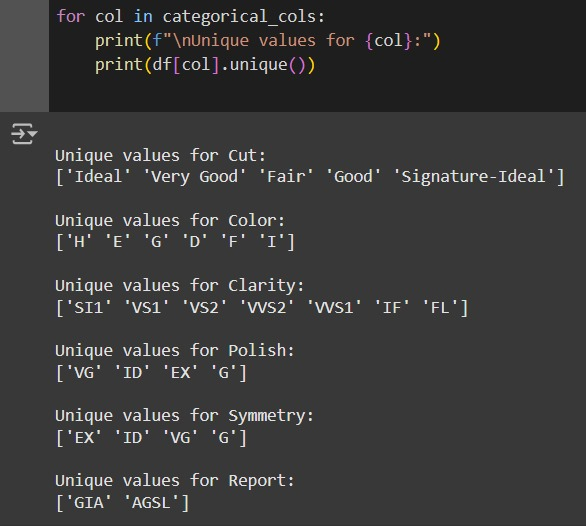 for col in categorical_cols:
    print(f"\nUnique values for {col}:")
    print(df[col].unique())
Unique values for Cut:
['Ideal' 'Very Good' 'Fair' 'Good' 'Signature-Ideal']
Unique values for Color:
['H' 'E' 'G' 'D' 'F' 'I']
Unique values for Clarity:
['SI1' 'VS1' 'VS2' 'VVS2' 'VVS1' 'IF' 'FL']
Unique values for Polish:
['VG' 'ID' 'EX' 'G']
Unique values for Symmetry:
['EX' 'ID' 'VG' 'G']
Unique values for Report:
['GIA' 'AGSL']